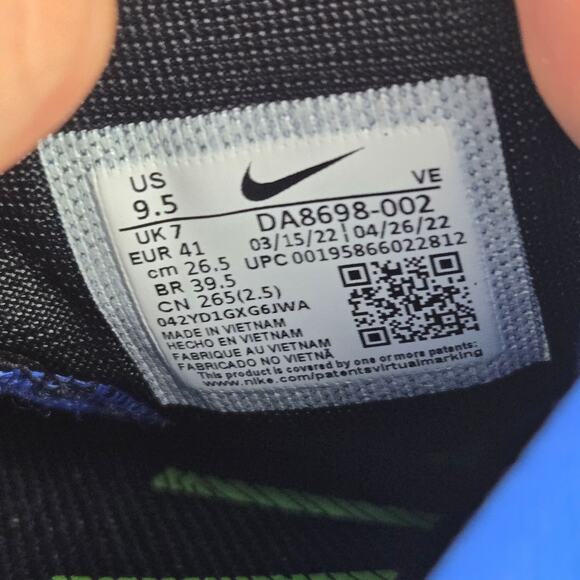 US
9.5
VE
UK 7
DA8698-002
EUR 41
03/15/22 | 04/26/22
cm 26.5
UPC 00195866022812
BR 39.5
CN 265(2.5)
042YD1GXG6JWA
MADE IN VIETNAM
HECHO EN VIETNAM
FABRIQUE AU VIETNAM
FABRICADO NO VIETNÃ
This product is covered by one or more patents:
www.nike.com/patentsvirtualmarking